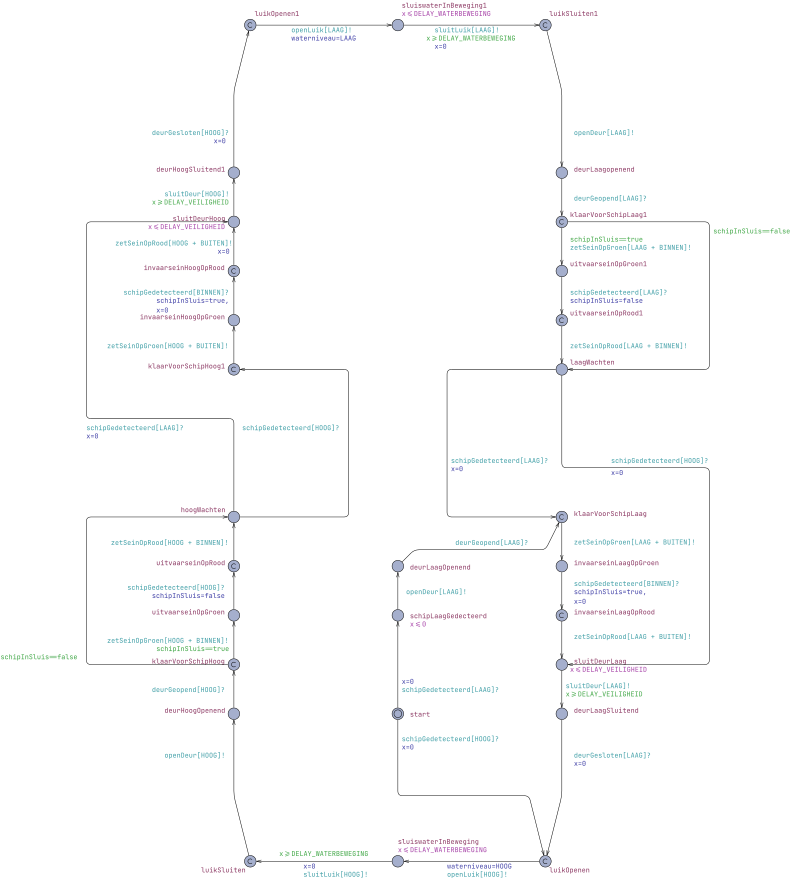 sluiswaterInBeweging1
x<=DELAY_WATERBEWEGING
luikOpenen1
luikSluiten1
openLuik[LAAG]!
waterniveau=LAAG
sluitLuik[LAAG]!
x>=DELAY_WATERBEWEGING
x=0
deurGesloten[HOOG]?
x=0
openDeur[LAAG]!
deurHoogSluitend1
deurLaagopenend
sluitDeur[HOOG]!
x>=DELAY_VEILIGHEID
deurGeopend[LAAG]?
sluitDeurHoog
x<=DELAY_VEILIGHEID
klaarVoorSchipLaag1
schipInSluis==false
zetSeinOpRood[HOOG + BUITEN]!
x=0
schipInSluis==true
zetSeinOpGroen[LAAG + BINNEN]!
invaarseinHoogOpRood
uitvaarseinOpGroen1
schipGedetecteerd[BINNEN]?
schipInSluis=true,
x=0
schipGedetecteerd[LAAG]?
schipInSluis=false
invaarseinHoogOpGroen
uitvaarseinOpRood1
zetSeinOpGroen[HOOG + BUITEN]!
zetSeinOpRood[LAAG + BINNEN]!
klaarVoorSchipHoog1
laagWachten
schipGedetecteerd[LAAG]?
x=0
schipGedetecteerd[HOOG]?
schipGedetecteerd[LAAG]?
x=0
schipGedetecteerd[HOOG]?
x=0
hoogWachten
klaarVoorSchipLaag
zetSeinOpRood[HOOG + BINNEN]!
deurGeopend[LAAG]?
zetSeinOpGroen[LAAG + BUITEN]!
uitvaarseinOpRood
deurLaagOpenend
invaarseinLaagOpGroen
schipGedetecteerd[HOOG]?
schipInSluis=false
openDeur[LAAG]!
schipGedetecteerd[BINNEN]?
schipInSluis=true,
x=0
uitvaarseinOpGroen
schipLaagGedecteerd
x<=0
invaarseinLaagOpRood
zetSeinOpGroen[HOOG + BINNEN]!
schipInSluis==true
zetSeinOpRood[LAAG + BUITEN]!
schipInSluis==false
klaarVoorSchipHoog
sluitDeurLaag
x<=DELAY_VEILIGHEID
deurGeopend[HOOG]?
x=0
schipGedetecteerd[LAAG]?
sluitDeur[LAAG]!
x>=DELAY_VEILIGHEID
deurHoogOpenend
start
deurLaagSluitend
schipGedetecteerd[HOOG]?
x=0
openDeur[HOOG]!
deurGesloten[LAAG]?
x=0
sluiswaterInBeweging
x<=DELAY_WATERBEWEGING
x>=DELAY_WATERBEWEGING
x=0
sluitLuik[HOOG]!
waterniveau=HOOG
openLuik[HOOG]!
luikSluiten
luikOpenen